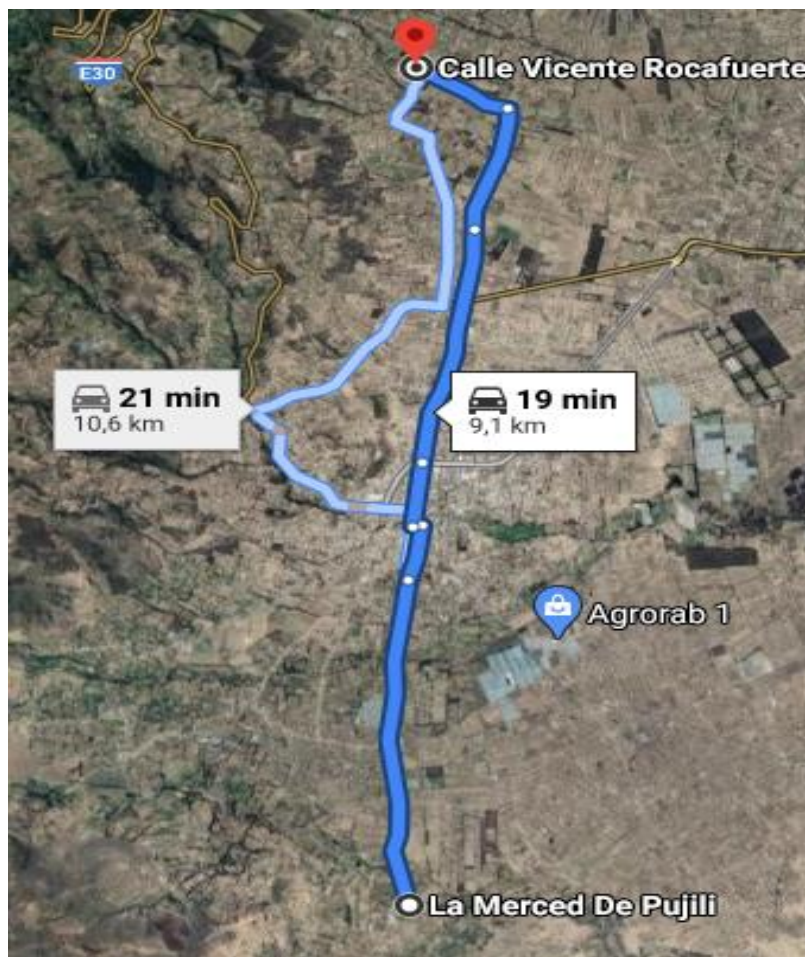 E30
Calle Vicente Rocafuerte
21 min
10,6 km
19 min
9,1 km
Agrorab 1
La Merced De Pujili